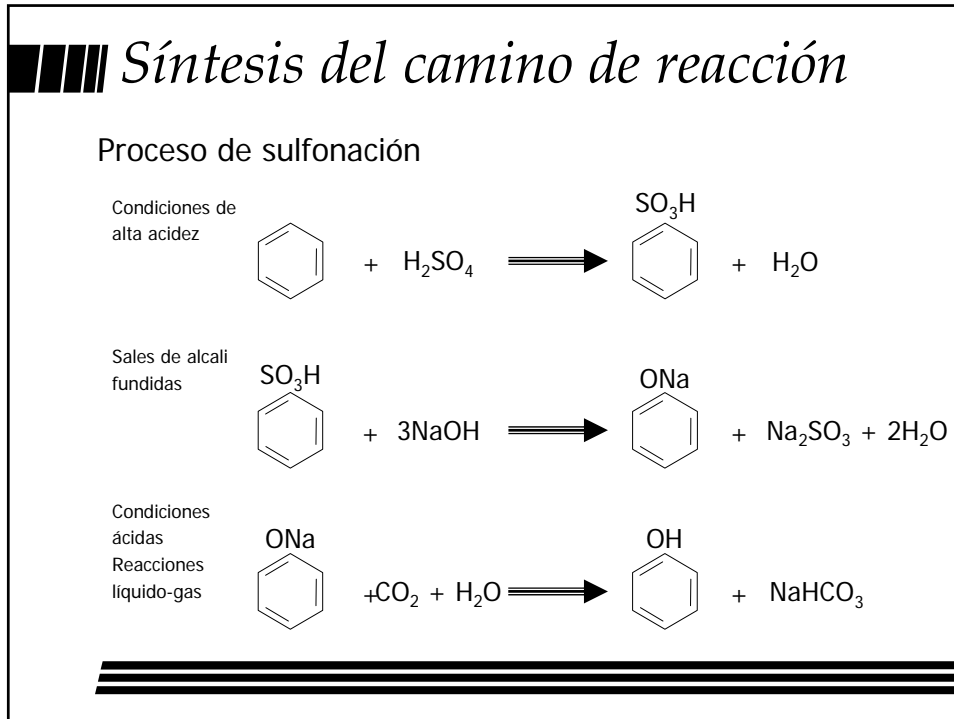 Síntesis del camino de reacción
Proceso de sulfonación
Condiciones de
alta acidez
SO₃H
+ H₂SO₄ + H₂O
Sales de alcali
fundidas
SO₃H ONa
+ 3NaOH + Na₂SO₃ + 2H₂O
Condiciones
ácidas
Reacciones
líquido-gas
ONa OH
+CO₂ + H₂O + NaHCO₃